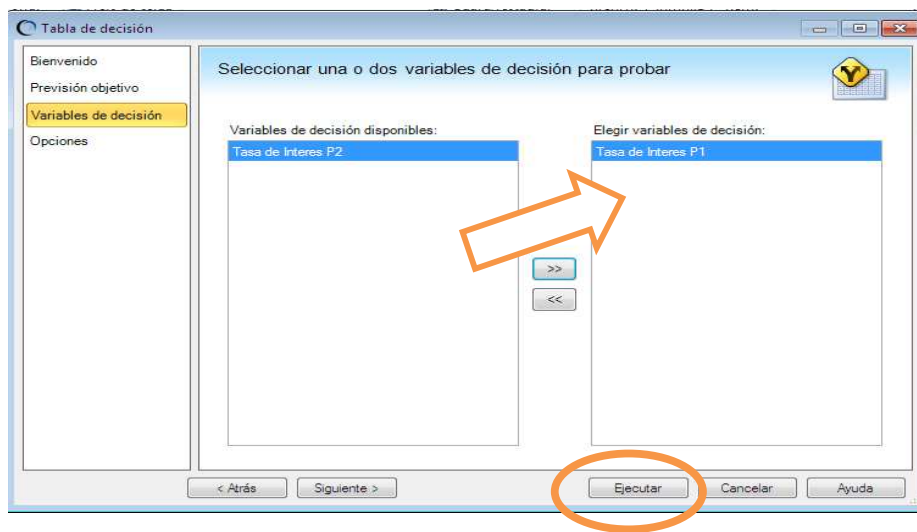 Tabla de decisión
Bienvenido
Previsión objetivo
Variables de decisión
Opciones
Seleccionar una o dos variables de decisión para probar
Variables de decisión disponibles:
Tasa de Interes P2
Elegir variables de decisión:
Tasa de Interes P1
>>
<<
< Atrás
Siguiente >
Ejecutar
Cancelar
Ayuda